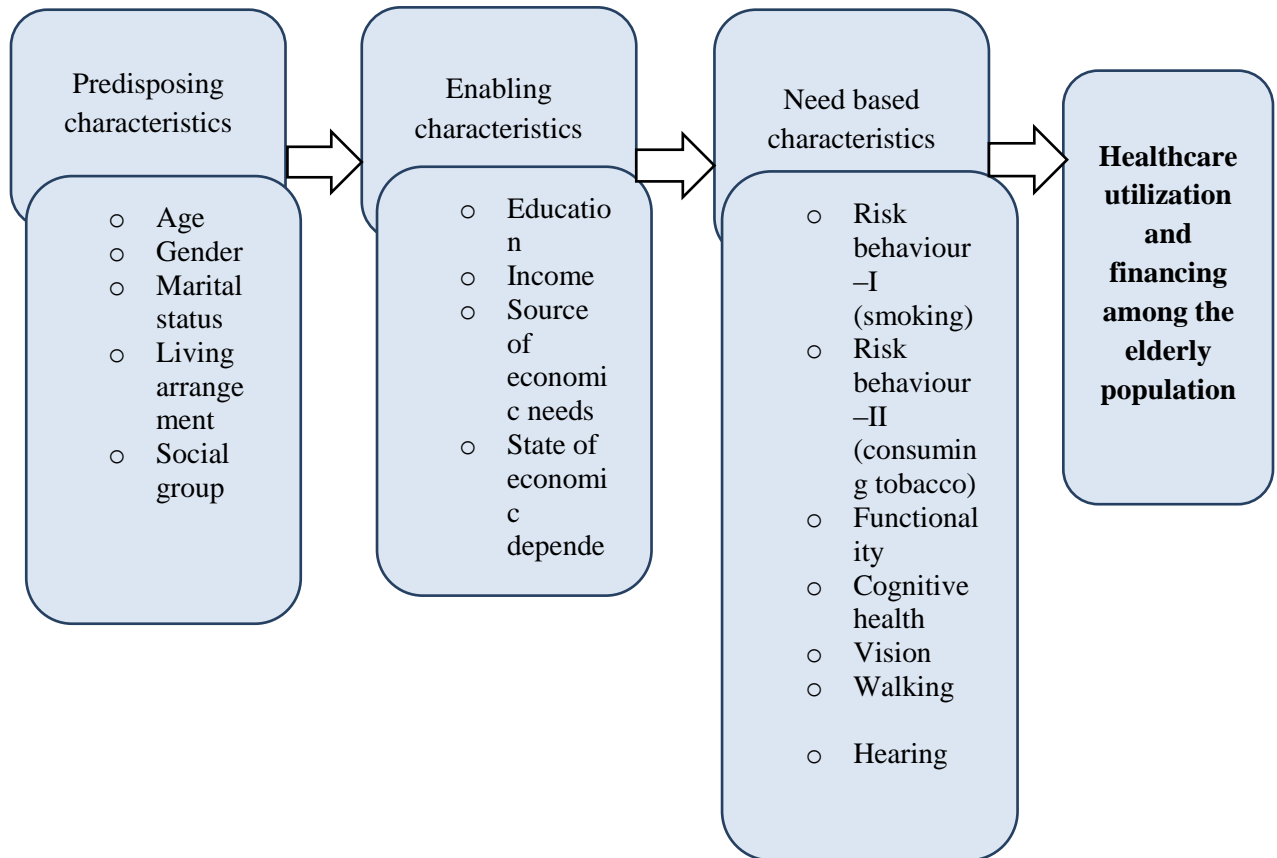 Predisposing
characteristics
o Age
o Gender
o Marital
status
o Living
arrange
ment
o Social
group
Enabling
characteristics
o Educatio
n
o Income
o Source
of
economi
c needs
o State of
economi
c
depende
Need based
characteristics
o Risk
behaviour
–I
(smoking)
o Risk
behaviour
–II
(consumin
g tobacco)
o Functional
ity
o Cognitive
health
o Vision
o Walking
o Hearing
Healthcare
utilization
and
financing
among the
elderly
population